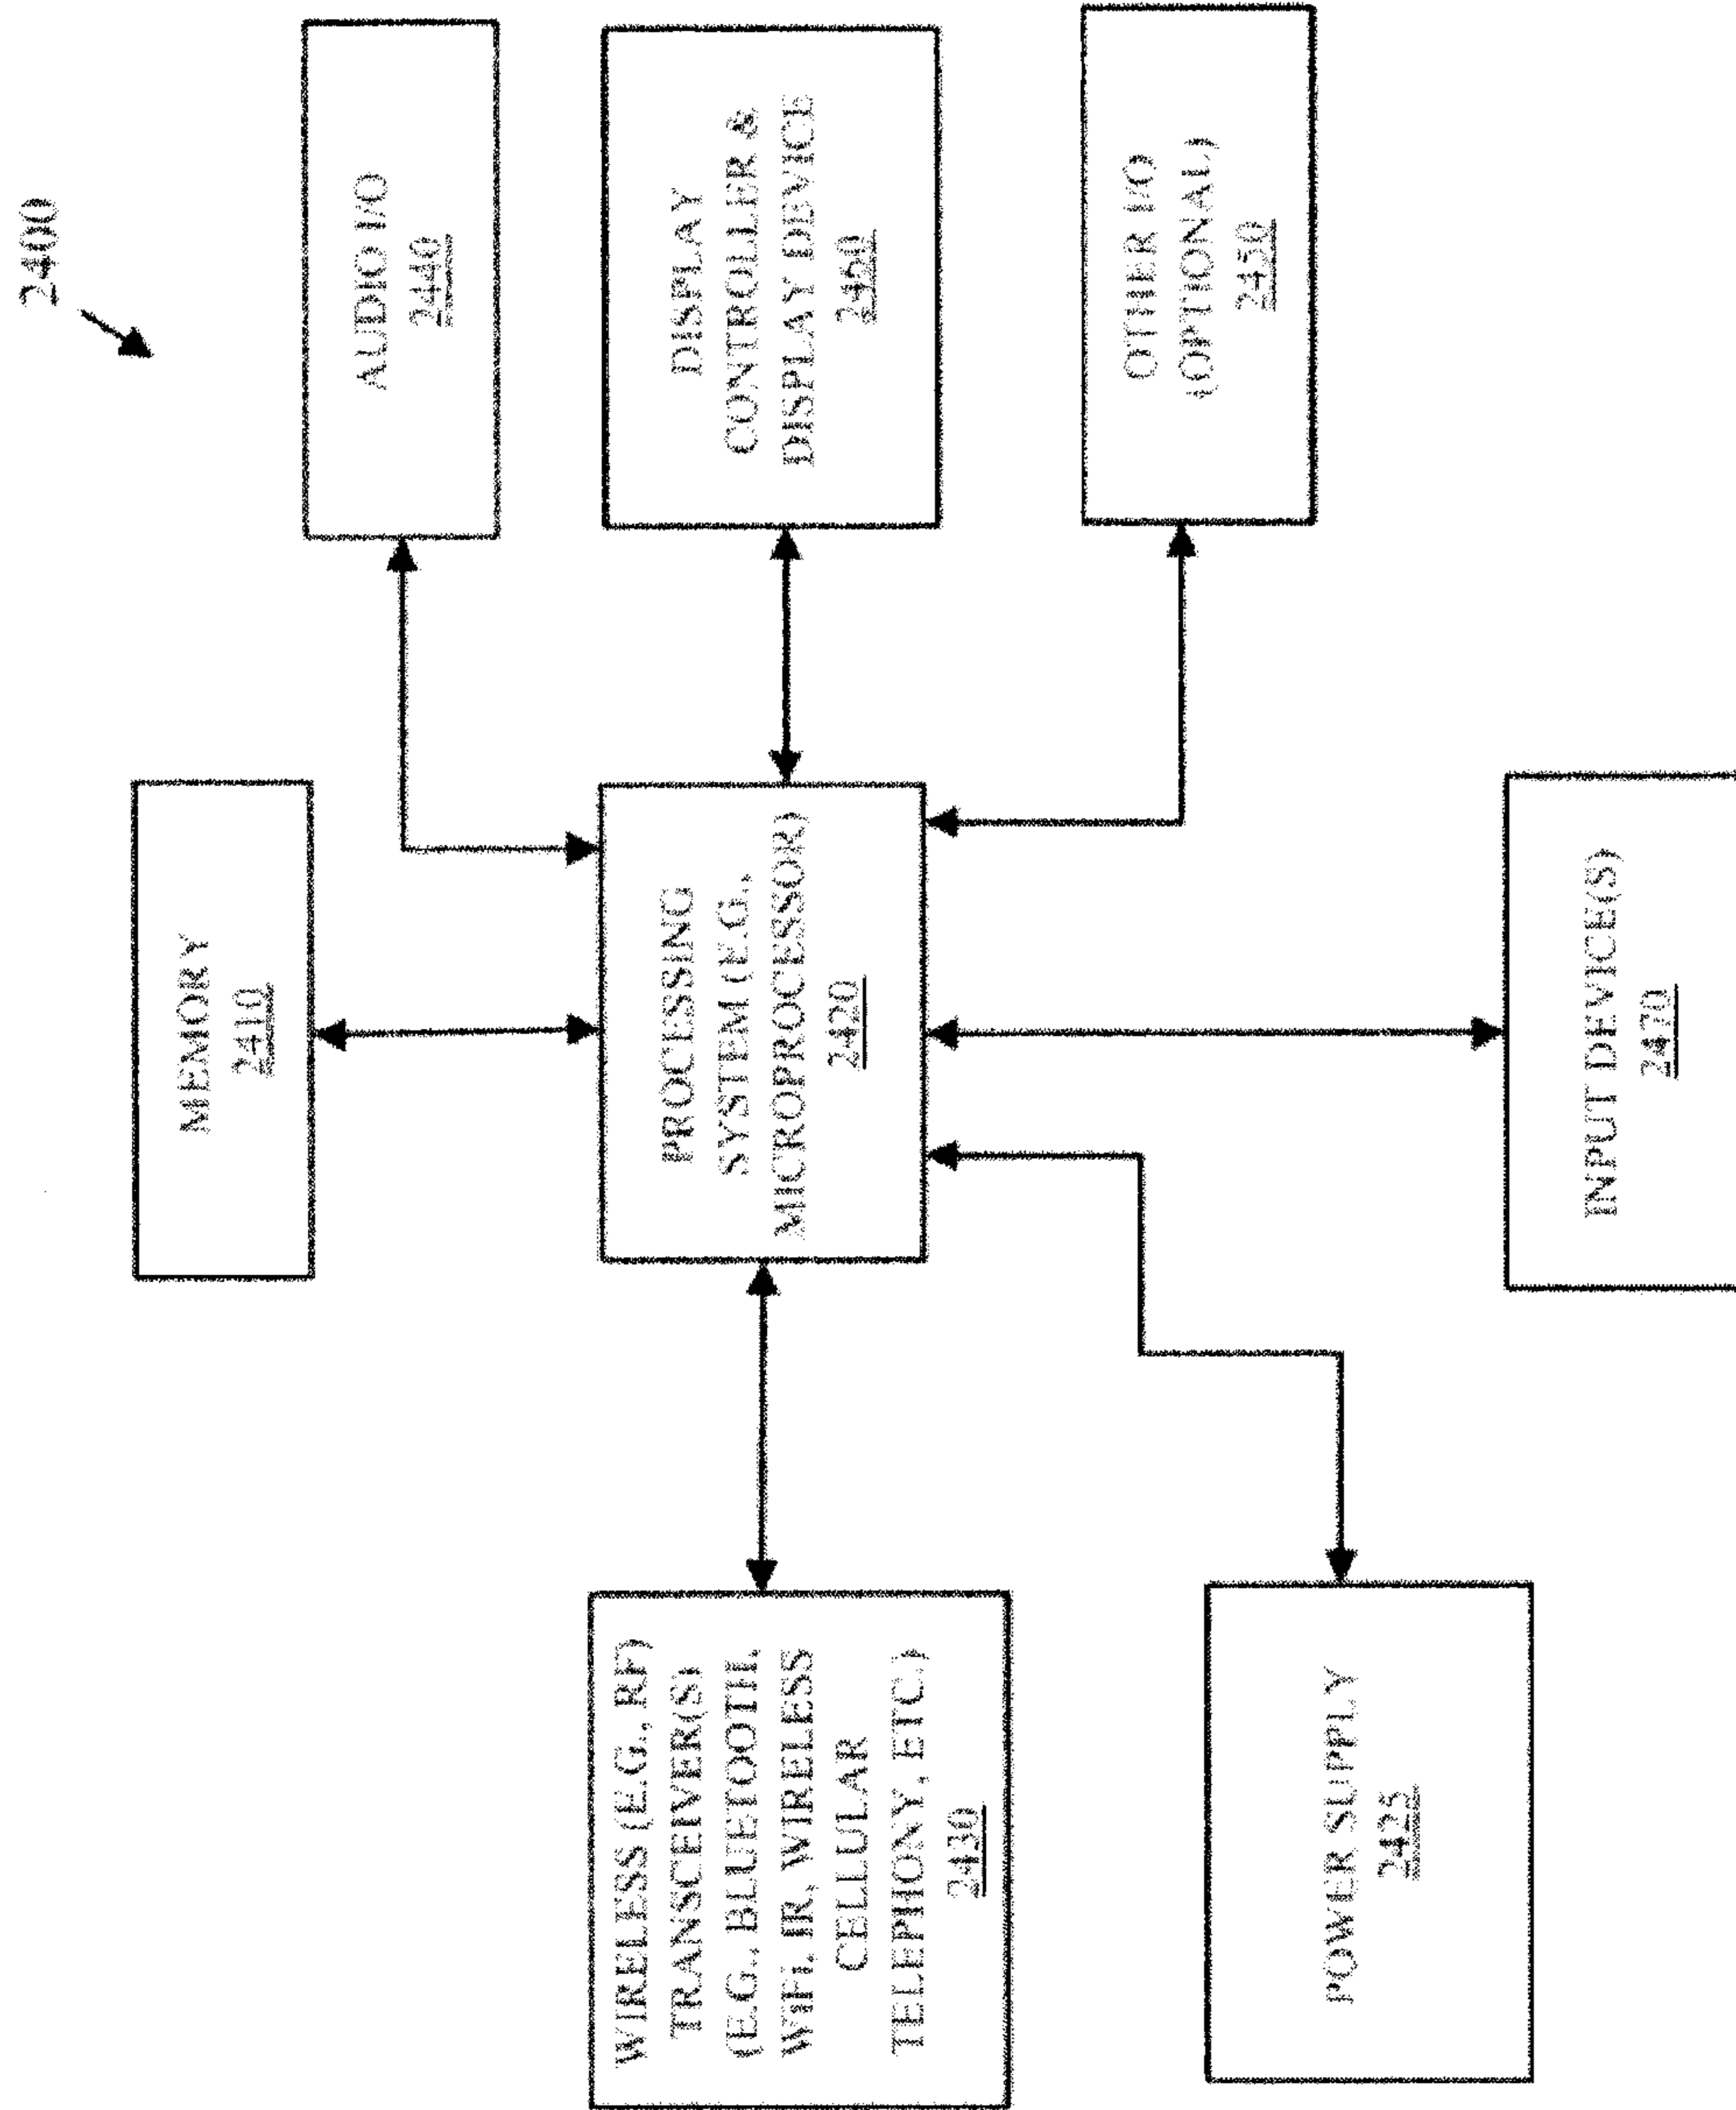 2400
MEMORY
2410
AUDIO I/O
2440
WIRELESS (E.G., RF)
TRANSCEIVER(S)
(E.G., BLUETOOTH,
WiFi, IR, WIRELESS
CELLULAR
TELEPHONY, ETC.)
2430
PROCESSING
SYSTEM (E.G.,
MICROPROCESSOR)
2420
DISPLAY
CONTROLLER &
DISPLAY DEVICE
2460
OTHER I/O
(OPTIONAL)
2450
POWER SUPPLY
2425
INPUT DEVICE(S)
2470